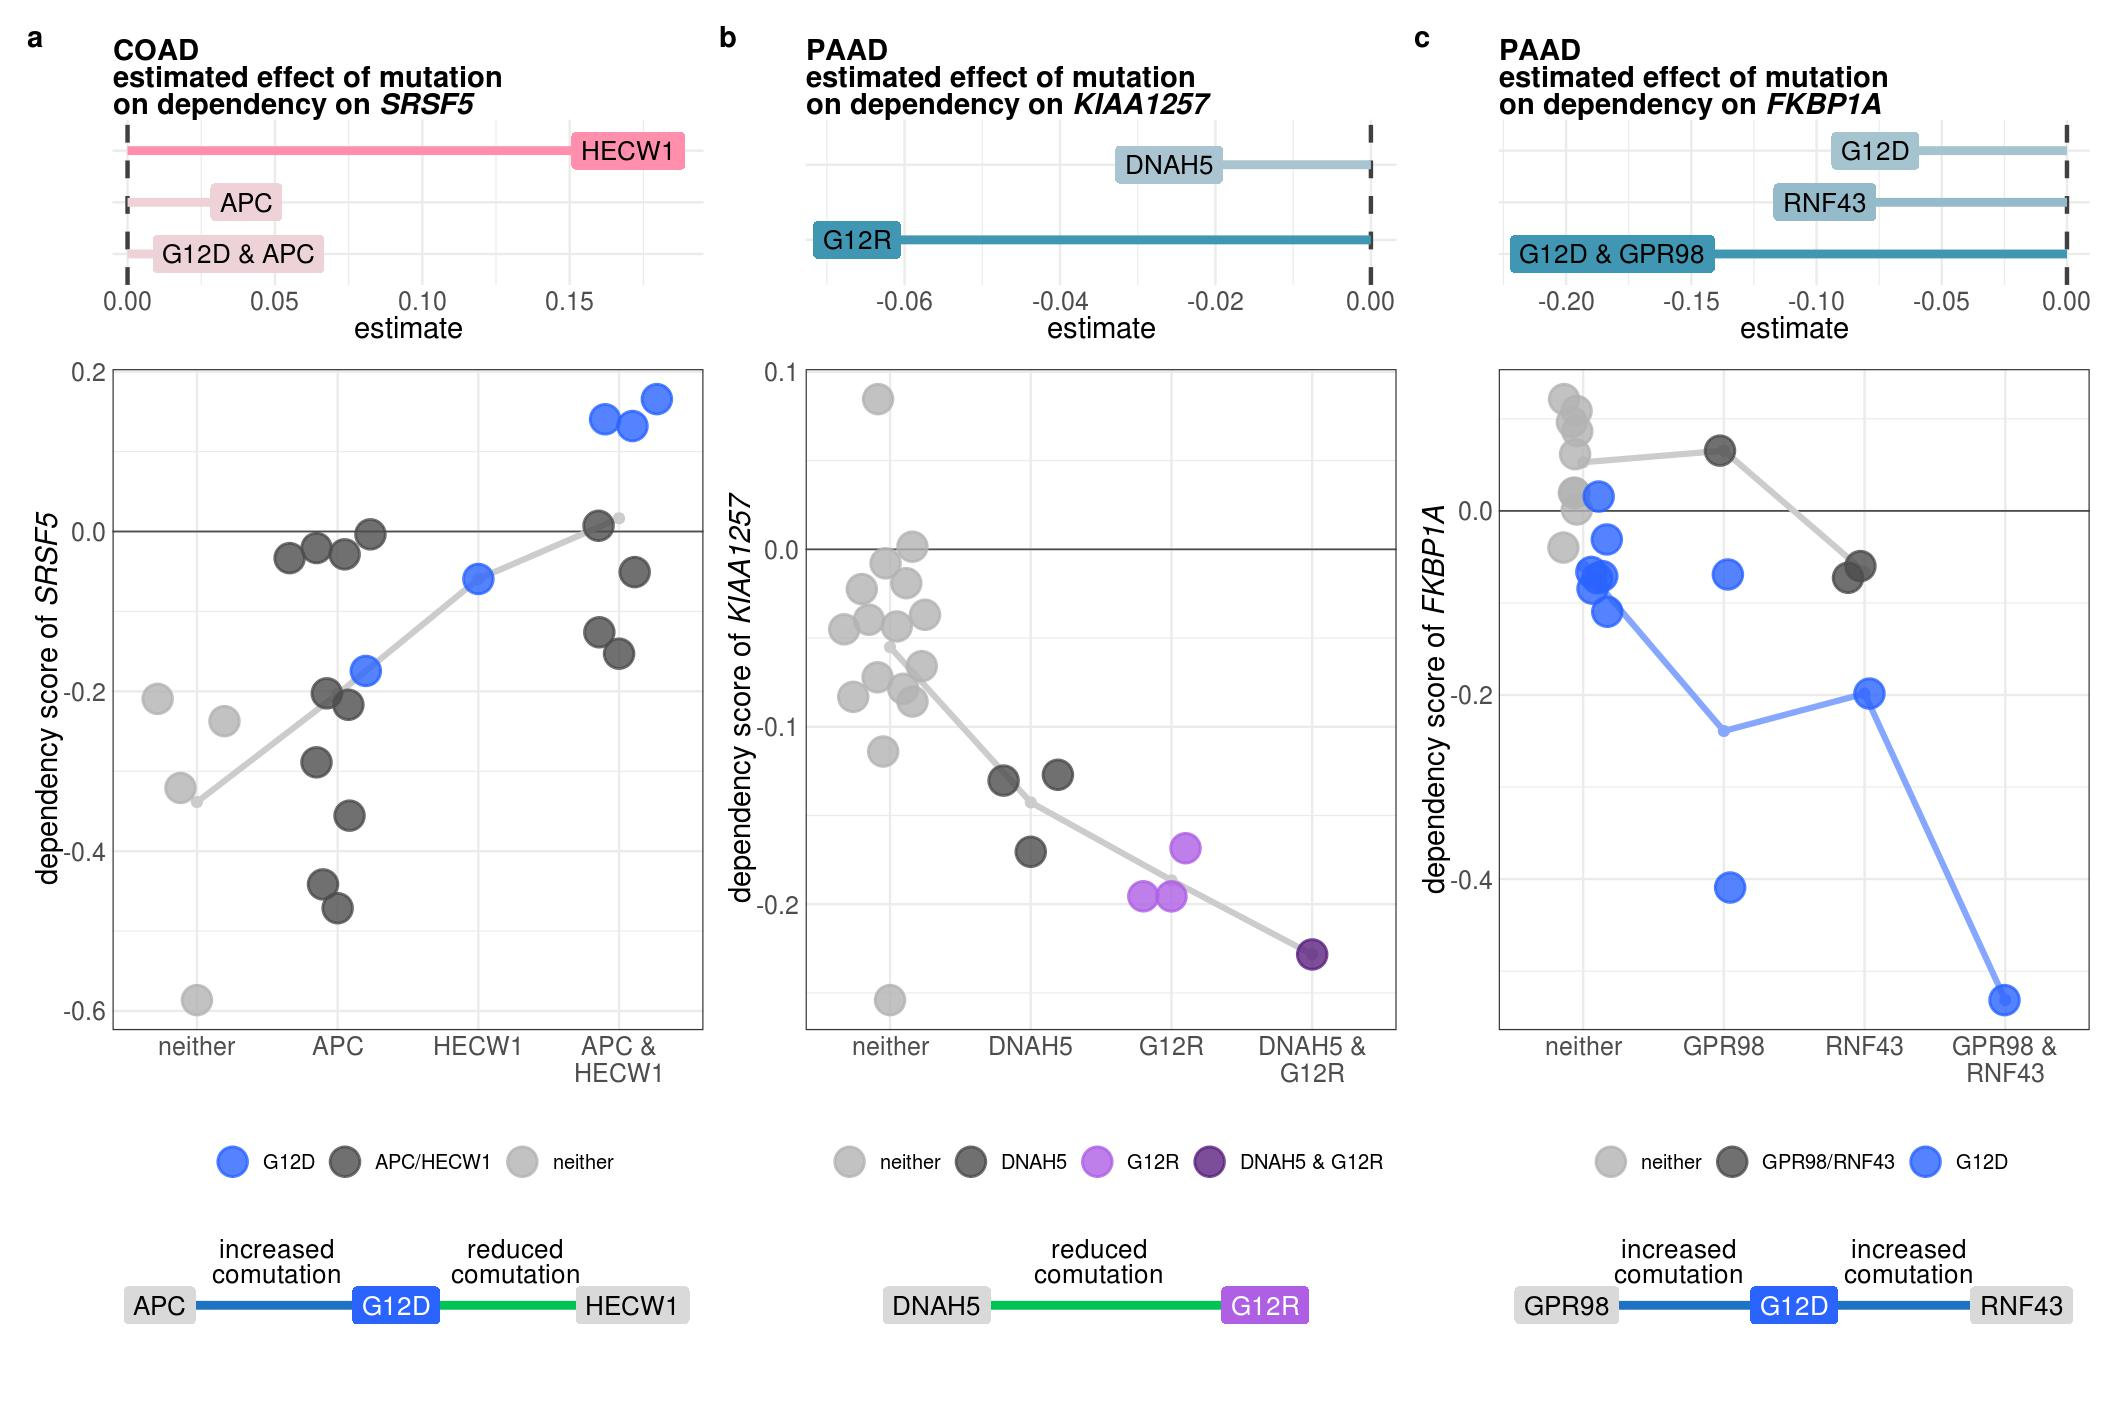 a
COAD
estimated effect of mutation
on dependency on SRSF5
HECW1
APC
G12D & APC
0.00 0.05 0.10 0.15
estimate
0.2
0.0
-0.2
-0.4
-0.6
dependency score of SRSF5
neither APC HECW1 APC &
HECW1
G12D APC/HECW1 neither
increased
comutation
reduced
comutation
APC G12D HECW1
b
PAAD
estimated effect of mutation
on dependency on KIAA1257
DNAH5
G12R
-0.06 -0.04 -0.02 0.00
estimate
0.1
0.0
-0.1
-0.2
dependency score of KIAA1257
neither DNAH5 G12R DNAH5 &
G12R
neither DNAH5 G12R DNAH5 & G12R
reduced
comutation
DNAH5 G12R
c
PAAD
estimated effect of mutation
on dependency on FKBP1A
G12D
RNF43
G12D & GPR98
-0.20 -0.15 -0.10 -0.05 0.00
estimate
0.0
-0.2
-0.4
dependency score of FKBP1A
neither GPR98 RNF43 GPR98 &
RNF43
neither GPR98/RNF43 G12D
increased
comutation
increased
comutation
GPR98 G12D RNF43